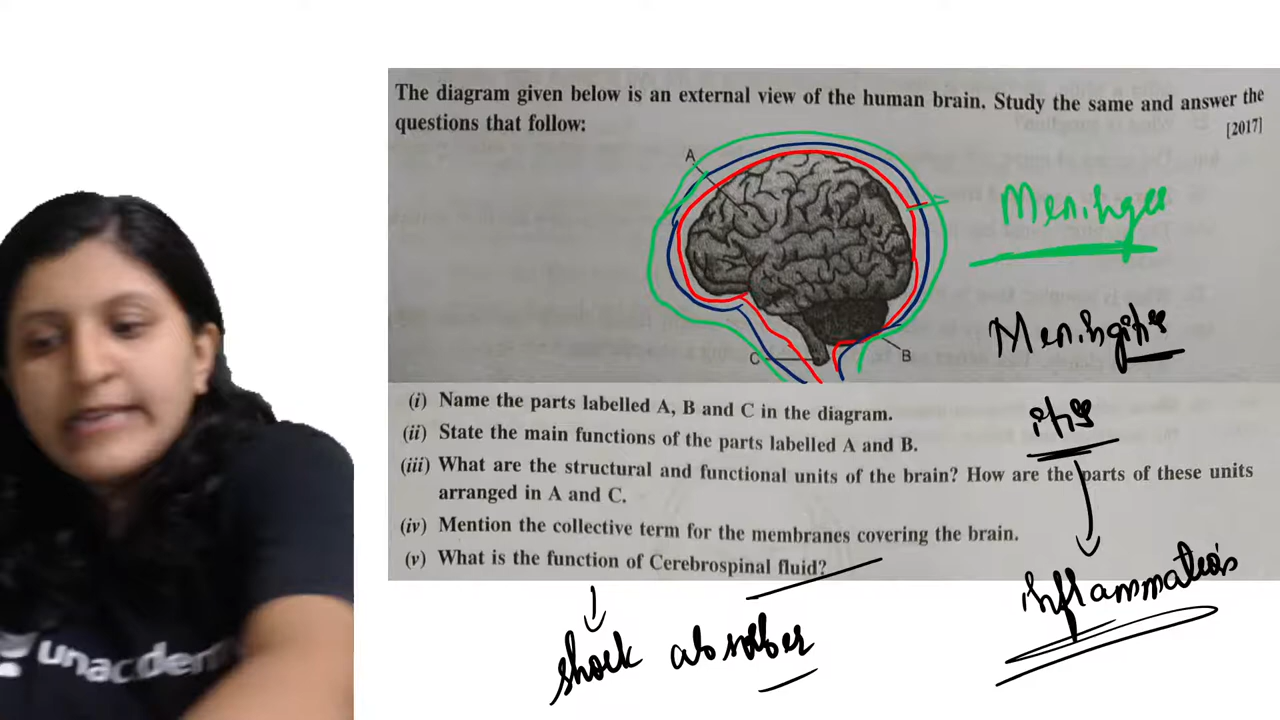 The diagram given below is an external view of the human brain. Study the same and answer the
questions that follow:
[2017]
A
Meninges
Meningitis
B
C
(i) Name the parts labelled A, B and C in the diagram.
(ii) State the main functions of the parts labelled A and B.
itis
(iii) What are the structural and functional units of the brain? How are the parts of these units
arranged in A and C.
(iv) Mention the collective term for the membranes covering the brain.
(v) What is the function of Cerebrospinal fluid?
inflammation
shock absorber
unacadem